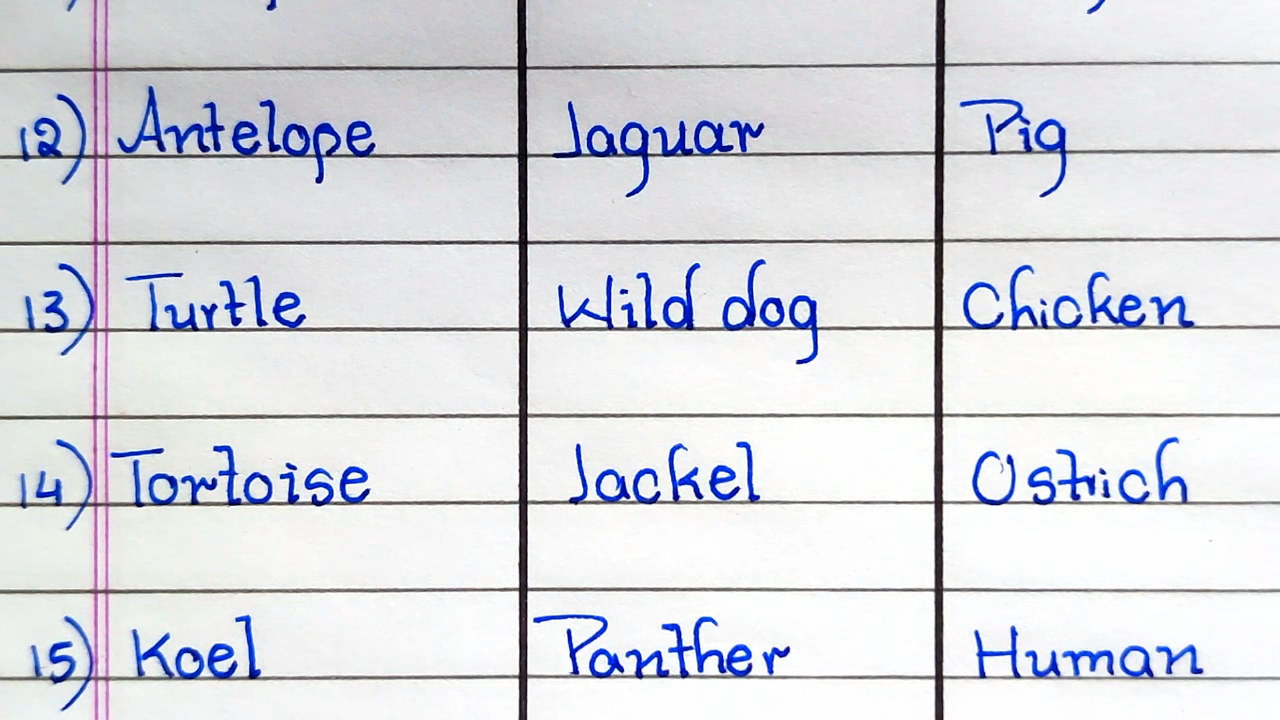 12) Antelope Jaguar Pig
13) Turtle Wild dog Chicken
14) Tortoise Jackel Ostrich
15) Koel Panther Human